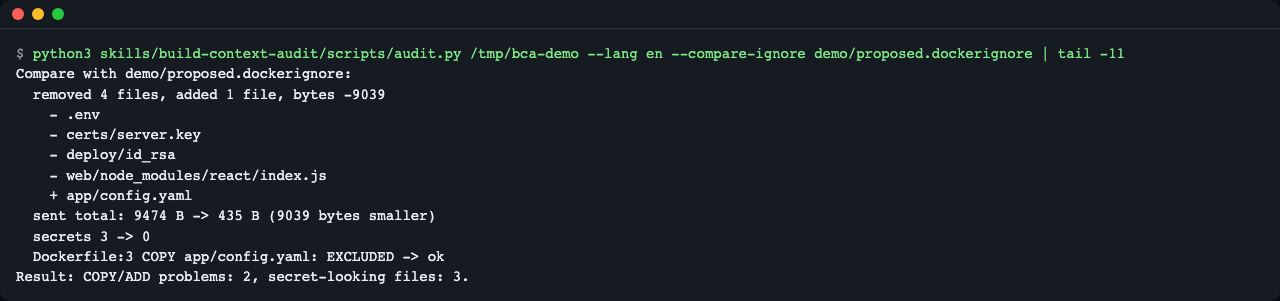 $ python3 skills/build-context-audit/scripts/audit.py /tmp/bca-demo --lang en --compare-ignore demo/proposed.dockerignore | tail -11
Compare with demo/proposed.dockerignore:
  removed 4 files, added 1 file, bytes -9039
    - .env
    - certs/server.key
    - deploy/id_rsa
    - web/node_modules/react/index.js
    + app/config.yaml
  sent total: 9474 B -> 435 B (9039 bytes smaller)
  secrets 3 -> 0
  Dockerfile:3 COPY app/config.yaml: EXCLUDED -> ok
Result: COPY/ADD problems: 2, secret-looking files: 3.